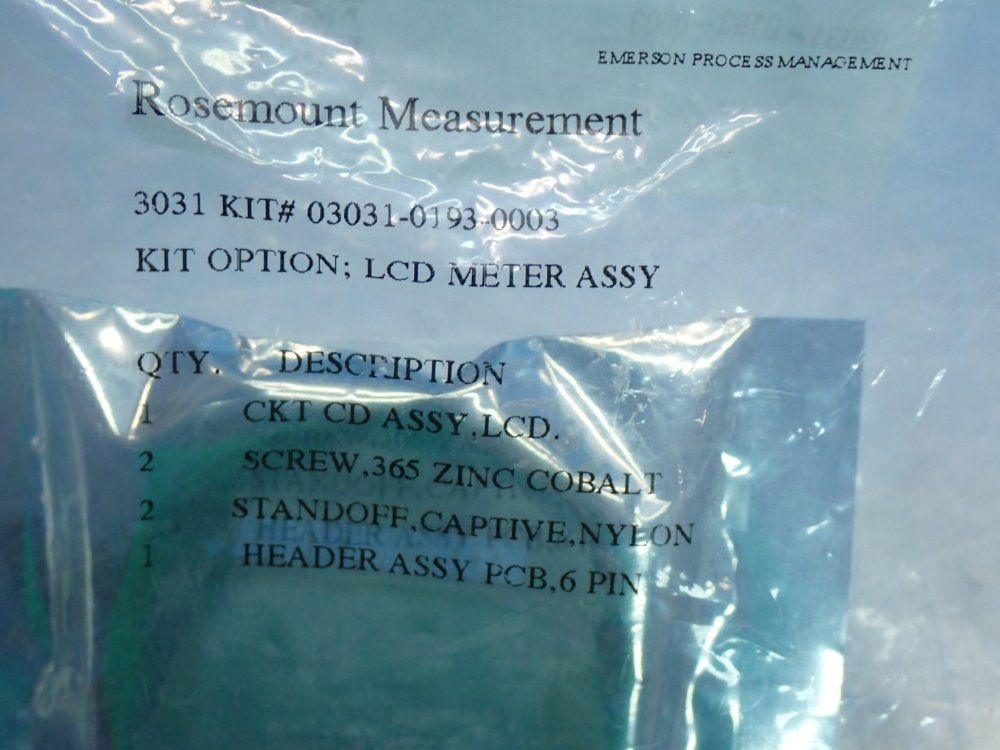 EMERSON PROCESS MANAGEMENT
Rosemount Measurement
3031 KIT# 03031-0193-0003
KIT OPTION; LCD METER ASSY
QTY. DESCRIPTION
1 CKT CD ASSY,LCD.
2 SCREW,365 ZINC COBALT
2 STANDOFF,CAPTIVE,NYLON
1 HEADER ASSY PCB,6 PIN